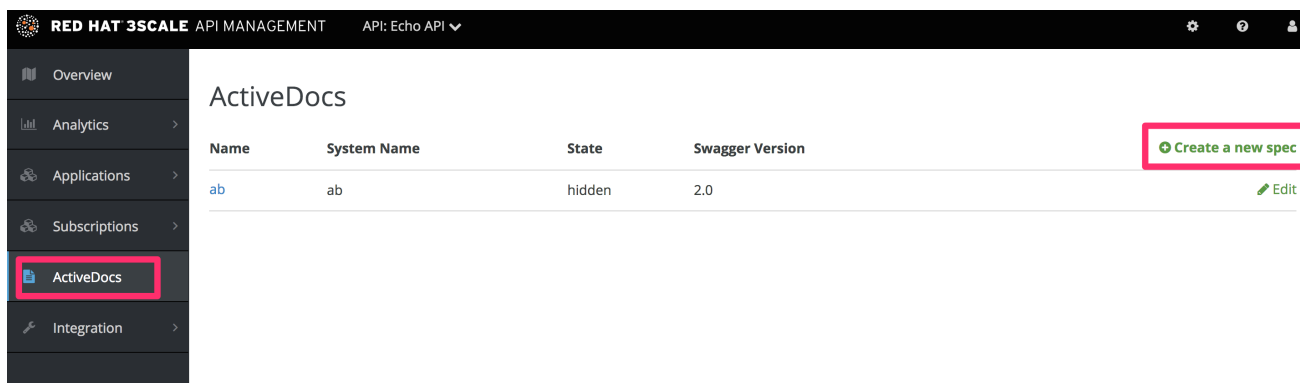 RED HAT 3SCALE API MANAGEMENT API: Echo API
Overview
Analytics
Applications
Subscriptions
ActiveDocs
Integration
ActiveDocs
Name System Name State Swagger Version Create a new spec
ab ab hidden 2.0 Edit